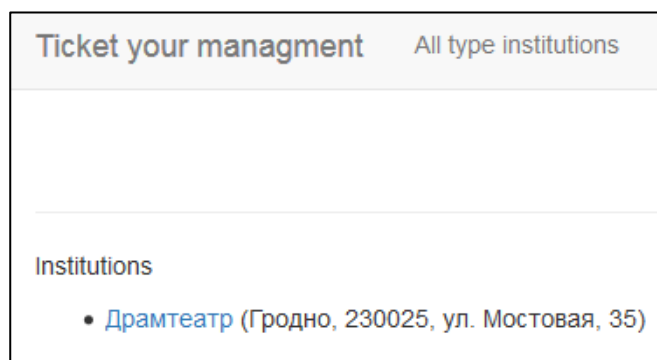 Ticket your managment All type institutions
Institutions
• Драмтеатр (Гродно, 230025, ул. Мостовая, 35)